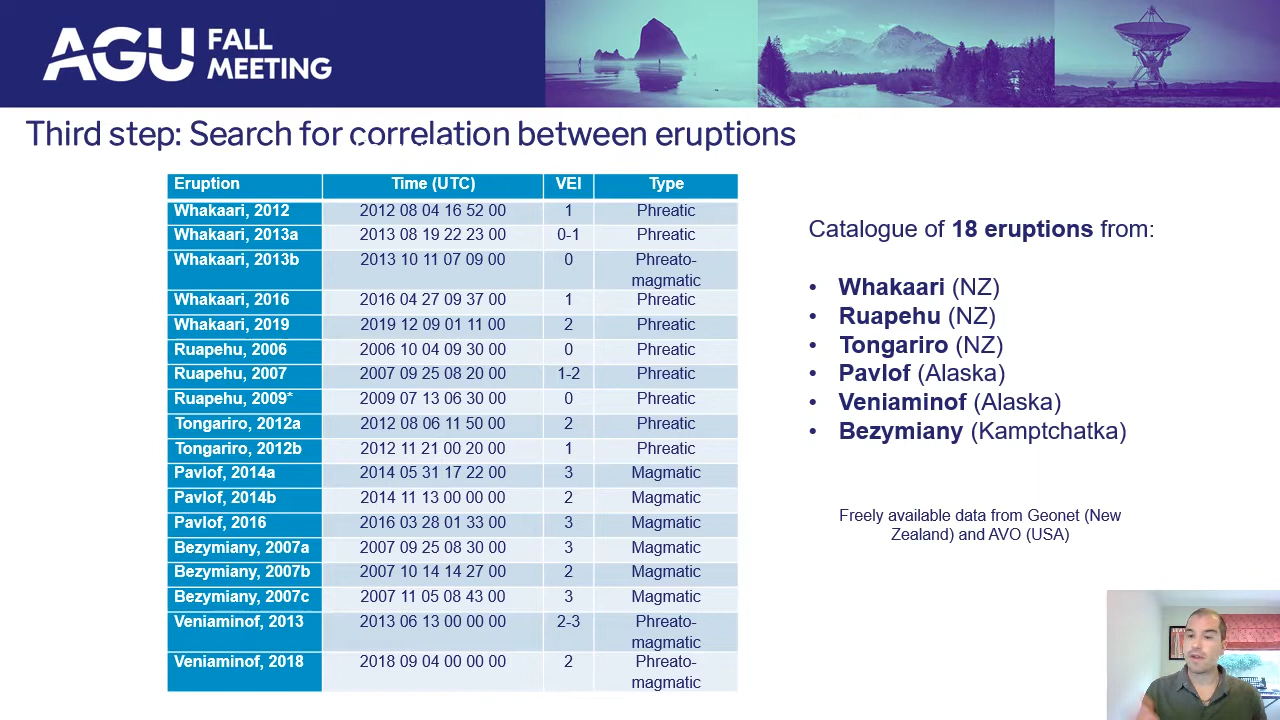 AGU FALL
MEETING
Third step: Search for correlation between eruptions
Eruption Time (UTC) VEI Type
Whakaari, 2012 2012 08 04 16 52 00 1 Phreatic
Whakaari, 2013a 2013 08 19 22 23 00 0-1 Phreatic
Whakaari, 2013b 2013 10 11 07 09 00 0 Phreato-
magmatic
Whakaari, 2016 2016 04 27 09 37 00 1 Phreatic
Whakaari, 2019 2019 12 09 01 11 00 2 Phreatic
Ruapehu, 2006 2006 10 04 09 30 00 0 Phreatic
Ruapehu, 2007 2007 09 25 08 20 00 1-2 Phreatic
Ruapehu, 2009* 2009 07 13 06 30 00 0 Phreatic
Tongariro, 2012a 2012 08 06 11 50 00 2 Phreatic
Tongariro, 2012b 2012 11 21 00 20 00 1 Phreatic
Pavlof, 2014a 2014 05 31 17 22 00 3 Magmatic
Pavlof, 2014b 2014 11 13 00 00 00 2 Magmatic
Pavlof, 2016 2016 03 28 01 33 00 3 Magmatic
Bezymiany, 2007a 2007 09 25 08 30 00 3 Magmatic
Bezymiany, 2007b 2007 10 14 14 27 00 2 Magmatic
Bezymiany, 2007c 2007 11 05 08 43 00 3 Magmatic
Veniaminof, 2013 2013 06 13 00 00 00 2-3 Phreato-
magmatic
Veniaminof, 2018 2018 09 04 00 00 00 2 Phreato-
magmatic
Catalogue of 18 eruptions from:
• Whakaari (NZ)
• Ruapehu (NZ)
• Tongariro (NZ)
• Pavlof (Alaska)
• Veniaminof (Alaska)
• Bezymiany (Kamptchatka)
Freely available data from Geonet (New
Zealand) and AVO (USA)